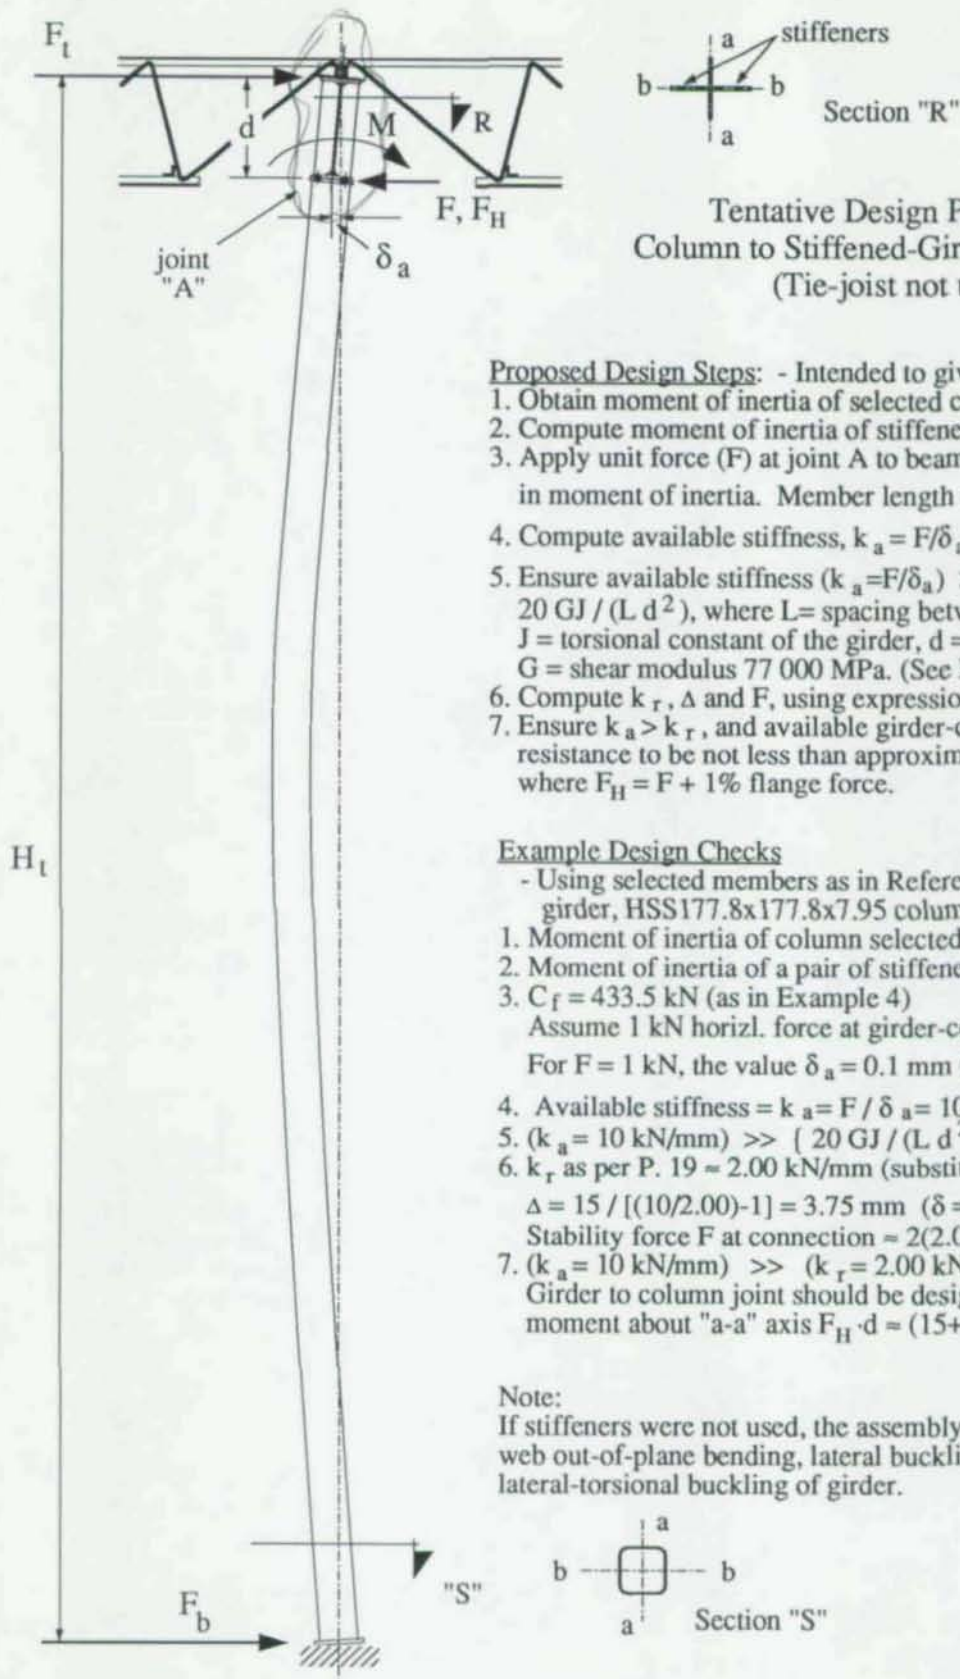 F_t
d
M
R
F, F_H
joint
"A"
δ_a
H_t
F_b
"S"
a
stiffeners
b
b
a
Section "R"
Tentative Design
Column to Stiffened-Gir
(Tie-joist not
Proposed Design Steps: - Intended to giv
1. Obtain moment of inertia of selected c
2. Compute moment of inertia of stiffene
3. Apply unit force (F) at joint A to beam
in moment of inertia. Member length
4. Compute available stiffness, k_a = F/δ_a
5. Ensure available stiffness (k_a=F/δ_a)
20 GJ / (L d²), where L= spacing betw
J = torsional constant of the girder, d =
G = shear modulus 77 000 MPa. (See
6. Compute k_r, Δ and F, using expressio
7. Ensure k_a > k_r, and available girder-c
resistance to be not less than approxim
where F_H = F + 1% flange force.
Example Design Checks
- Using selected members as in Refere
girder, HSS177.8x177.8x7.95 colum
1. Moment of inertia of column selected
2. Moment of inertia of a pair of stiffene
3. C_f = 433.5 kN (as in Example 4)
Assume 1 kN horizl. force at girder-c
For F = 1 kN, the value δ_a = 0.1 mm
4. Available stiffness = k_a = F / δ_a = 10
5. (k_a = 10 kN/mm) >> { 20 GJ / (L d
6. k_r as per P. 19 ≈ 2.00 kN/mm (substit
Δ = 15 / [(10/2.00)-1] = 3.75 mm (δ =
Stability force F at connection ≈ 2(2.0
7. (k_a = 10 kN/mm) >> (k_r = 2.00 kN
Girder to column joint should be desig
moment about "a-a" axis F_H·d ≈ (15+
Note:
If stiffeners were not used, the assembly
web out-of-plane bending, lateral buckli
lateral-torsional buckling of girder.
a
b
b
a
Section "S"